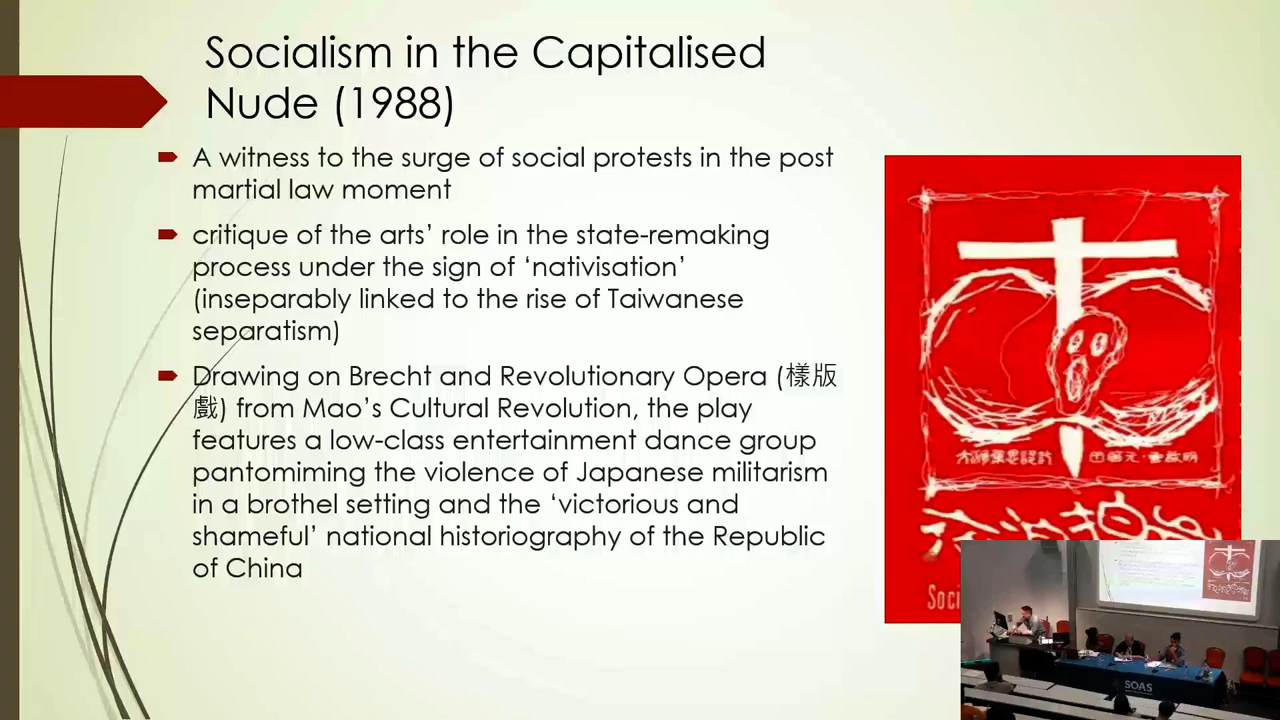 Socialism in the Capitalised
Nude (1988)
A witness to the surge of social protests in the post
martial law moment
critique of the arts’ role in the state-remaking
process under the sign of ‘nativisation’
(inseparably linked to the rise of Taiwanese
separatism)
Drawing on Brecht and Revolutionary Opera (樣版
戲) from Mao’s Cultural Revolution, the play
features a low-class entertainment dance group
pantomiming the violence of Japanese militarism
in a brothel setting and the ‘victorious and
shameful’ national historiography of the Republic
of China
田啟元
Soci
SOAS